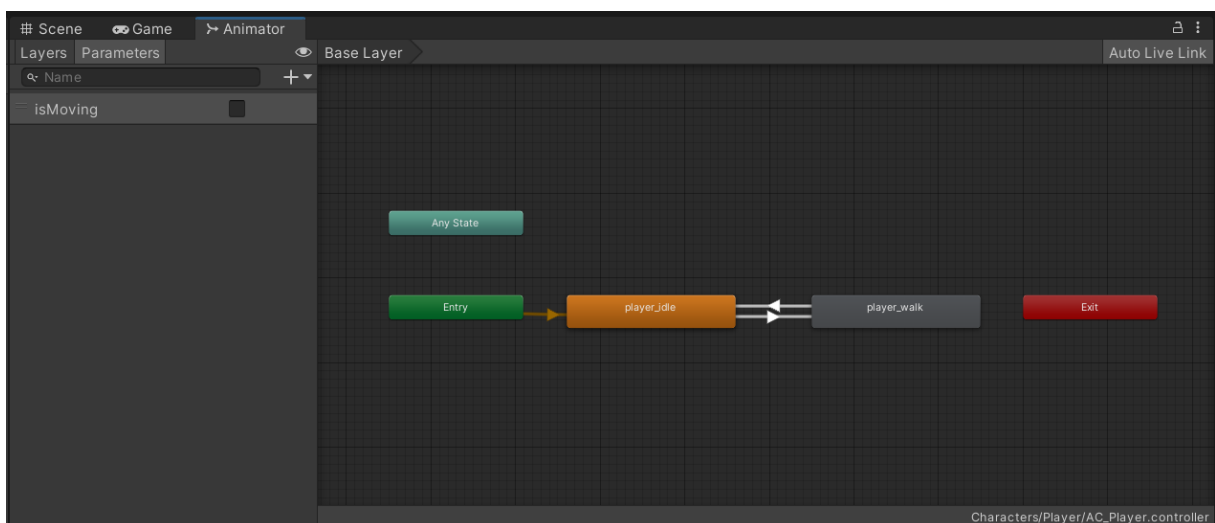 Scene Game Animator
Layers Parameters Base Layer Auto Live Link
Name
isMoving
Any State
Entry player_idle player_walk Exit
Characters/Player/AC_Player.controller